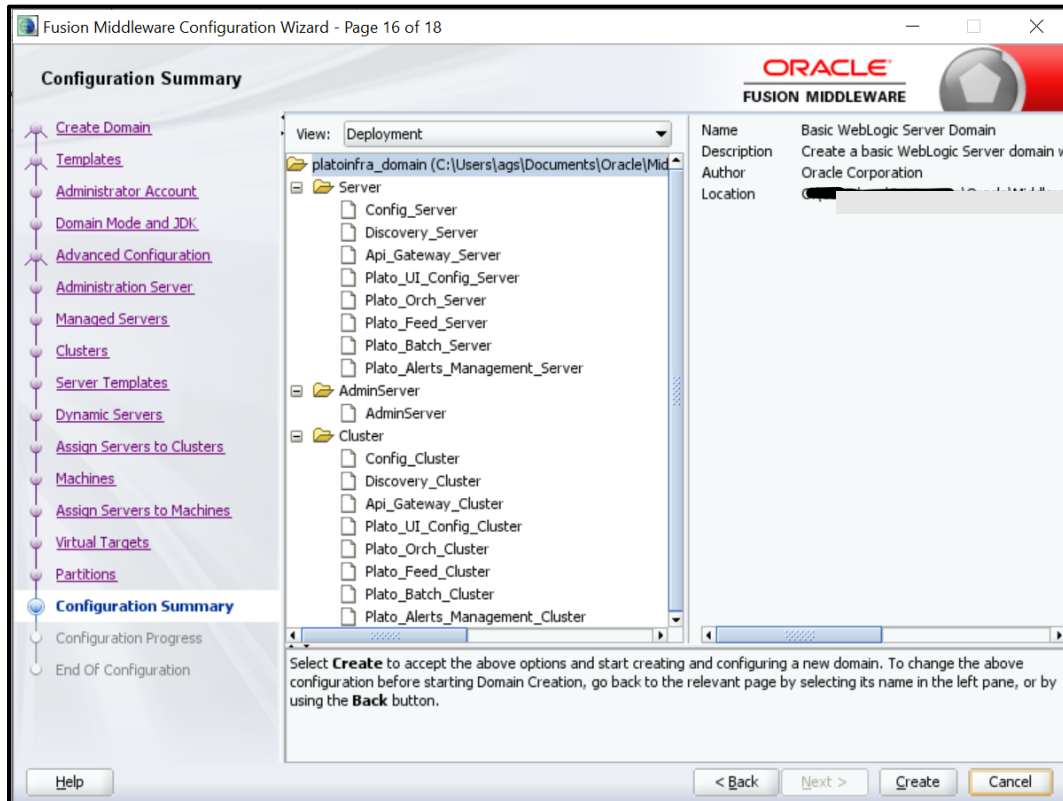 Fusion Middleware Configuration Wizard - Page 16 of 18
Configuration Summary
ORACLE
FUSION MIDDLEWARE
Create Domain
Templates
Administrator Account
Domain Mode and JDK
Advanced Configuration
Administration Server
Managed Servers
Clusters
Server Templates
Dynamic Servers
Assign Servers to Clusters
Machines
Assign Servers to Machines
Virtual Targets
Partitions
Configuration Summary
Configuration Progress
End Of Configuration
View: Deployment
platoinfra_domain (C:\Users\ags\Documents\Oracle\Mid
Server
Config_Server
Discovery_Server
Api_Gateway_Server
Plato_UI_Config_Server
Plato_Orch_Server
Plato_Feed_Server
Plato_Batch_Server
Plato_Alerts_Management_Server
AdminServer
AdminServer
Cluster
Config_Cluster
Discovery_Cluster
Api_Gateway_Cluster
Plato_UI_Config_Cluster
Plato_Orch_Cluster
Plato_Feed_Cluster
Plato_Batch_Cluster
Plato_Alerts_Management_Cluster
Name Basic WebLogic Server Domain
Description Create a basic WebLogic Server domain w
Author Oracle Corporation
Location
Select Create to accept the above options and start creating and configuring a new domain. To change the above
configuration before starting Domain Creation, go back to the relevant page by selecting its name in the left pane, or by
using the Back button.
Help
< Back Next > Create Cancel